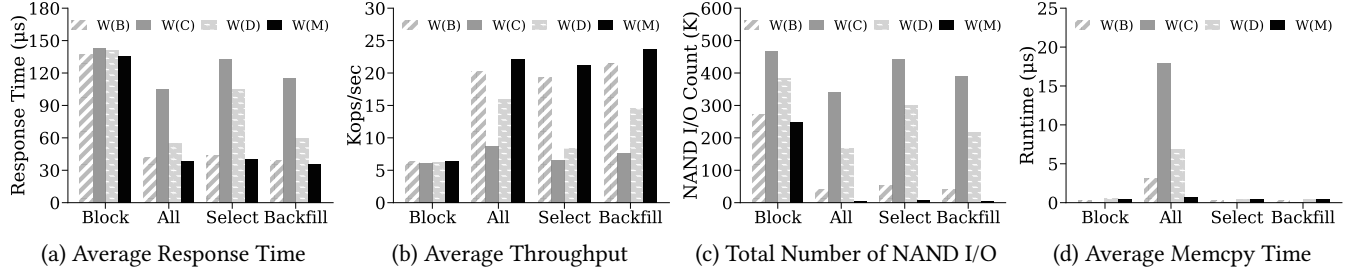 Response Time (μs)
180
150
120
90
60
30
0
W(B) W(C) W(D) W(M)
Block All Select Backfill
(a) Average Response Time
Kops/sec
30
25
20
15
10
5
0
W(B) W(C) W(D) W(M)
Block All Select Backfill
(b) Average Throughput
NAND I/O Count (K)
600
500
400
300
200
100
0
W(B) W(C) W(D) W(M)
Block All Select Backfill
(c) Total Number of NAND I/O
Runtime (μs)
25
20
15
10
5
0
W(B) W(C) W(D) W(M)
Block All Select Backfill
(d) Average Memcpy Time